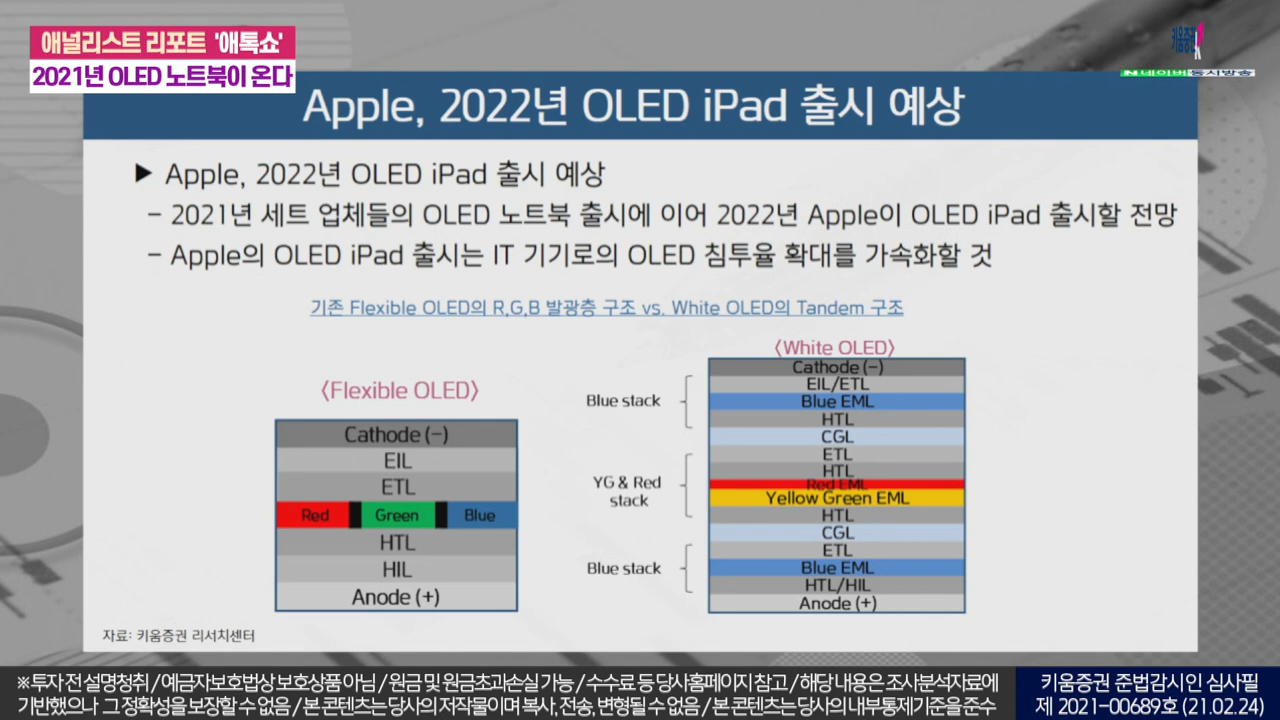 애널리스트 리포트 '애톡쇼'
2021년 OLED 노트북이 온다
키움증권
Apple, 2022년 OLED iPad 출시 예상
▶ Apple, 2022년 OLED iPad 출시 예상
– 2021년 세트 업체들의 OLED 노트북 출시에 이어 2022년 Apple이 OLED iPad 출시할 전망
– Apple의 OLED iPad 출시는 IT 기기로의 OLED 침투율 확대를 가속화할 것
기존 Flexible OLED의 R,G,B 발광층 구조 vs. White OLED의 Tandem 구조
〈Flexible OLED〉
Cathode (–)
EIL
ETL
Red Green Blue
HTL
HIL
Anode (+)
〈White OLED〉
Cathode (–)
EIL/ETL
Blue EML
HTL
CGL
ETL
HTL
Red EML
Yellow Green EML
HTL
CGL
ETL
Blue EML
HTL/HIL
Anode (+)
Blue stack
YG & Red
stack
Blue stack
자료: 키움증권 리서치센터
※ 투자 전 설명청취 / 예금자보호법상 보호상품 아님 / 원금 및 원금초과손실 가능 / 수수료 등 당사홈페이지 참고 / 해당 내용은 조사분석자료에
기반했으나 그 정확성을 보장할 수 없음 / 본 콘텐츠는 당사의 저작물이며 복사, 전송, 변형될 수 없음 / 본 콘텐츠는 당사의 내부통제기준을 준수
키움증권 준법감시인 심사필
제 2021-00689호 (21.02.24)